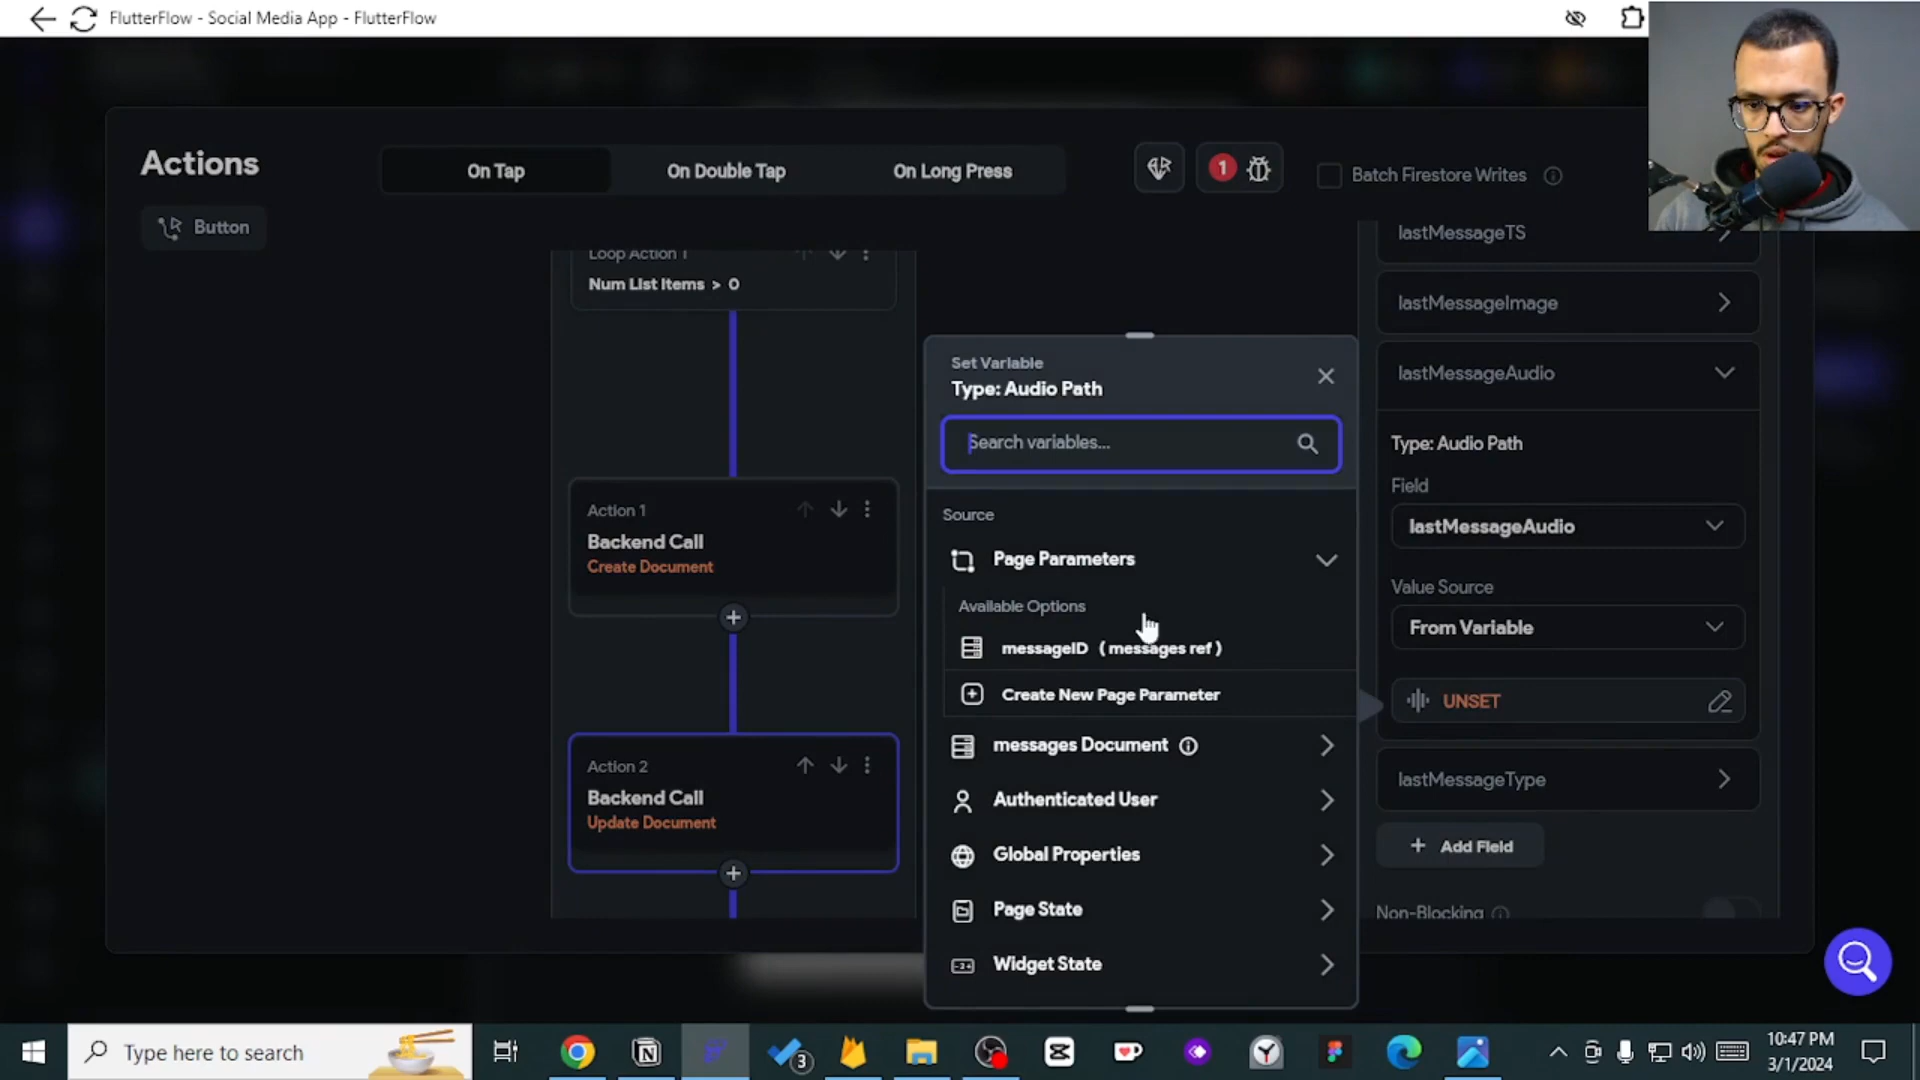 FlutterFlow - Social Media App - FlutterFlow
Actions
On Tap
On Double Tap
On Long Press
1
Batch Firestore Writes
Button
Loop Action 1
Num List Items > 0
Action 1
Backend Call
Create Document
Action 2
Backend Call
Update Document
Set Variable
Type: Audio Path
Search variables...
Source
Page Parameters
Available Options
messageID ( messages ref )
Create New Page Parameter
messages Document
Authenticated User
Global Properties
Page State
Widget State
lastMessageTS
lastMessageImage
lastMessageAudio
Type: Audio Path
Field
lastMessageAudio
Value Source
From Variable
UNSET
lastMessageType
+ Add Field
Non-Blocking
Type here to search
3
10:47 PM
3/1/2024